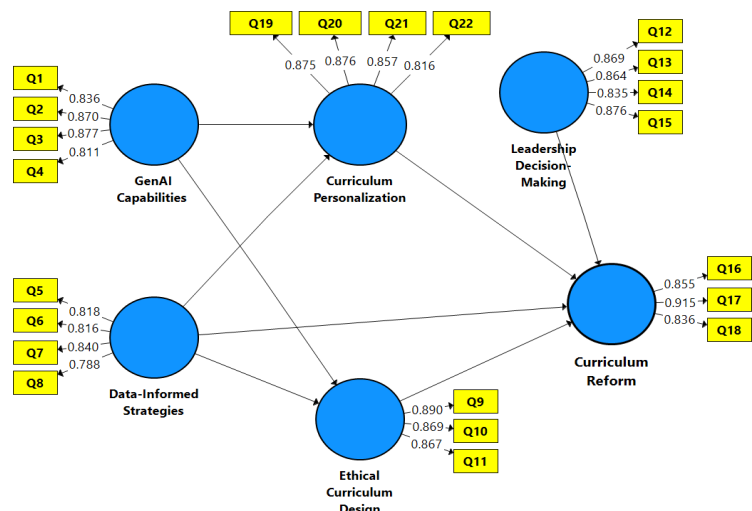 Q19 Q20 Q21 Q22
0.875 0.876 0.857 0.816
Q12
Q13
Q14
Q15
0.869
0.864
0.835
0.876
Leadership
Decision-
Making
Q1
Q2
Q3
Q4
0.836
0.870
0.877
0.811
GenAI
Capabilities
Curriculum
Personalization
Q5
Q6
Q7
Q8
0.818
0.816
0.840
0.788
Data-Informed
Strategies
Q16
Q17
Q18
0.855
0.915
0.836
Curriculum
Reform
Q9
Q10
Q11
0.890
0.869
0.867
Ethical
Curriculum
Design